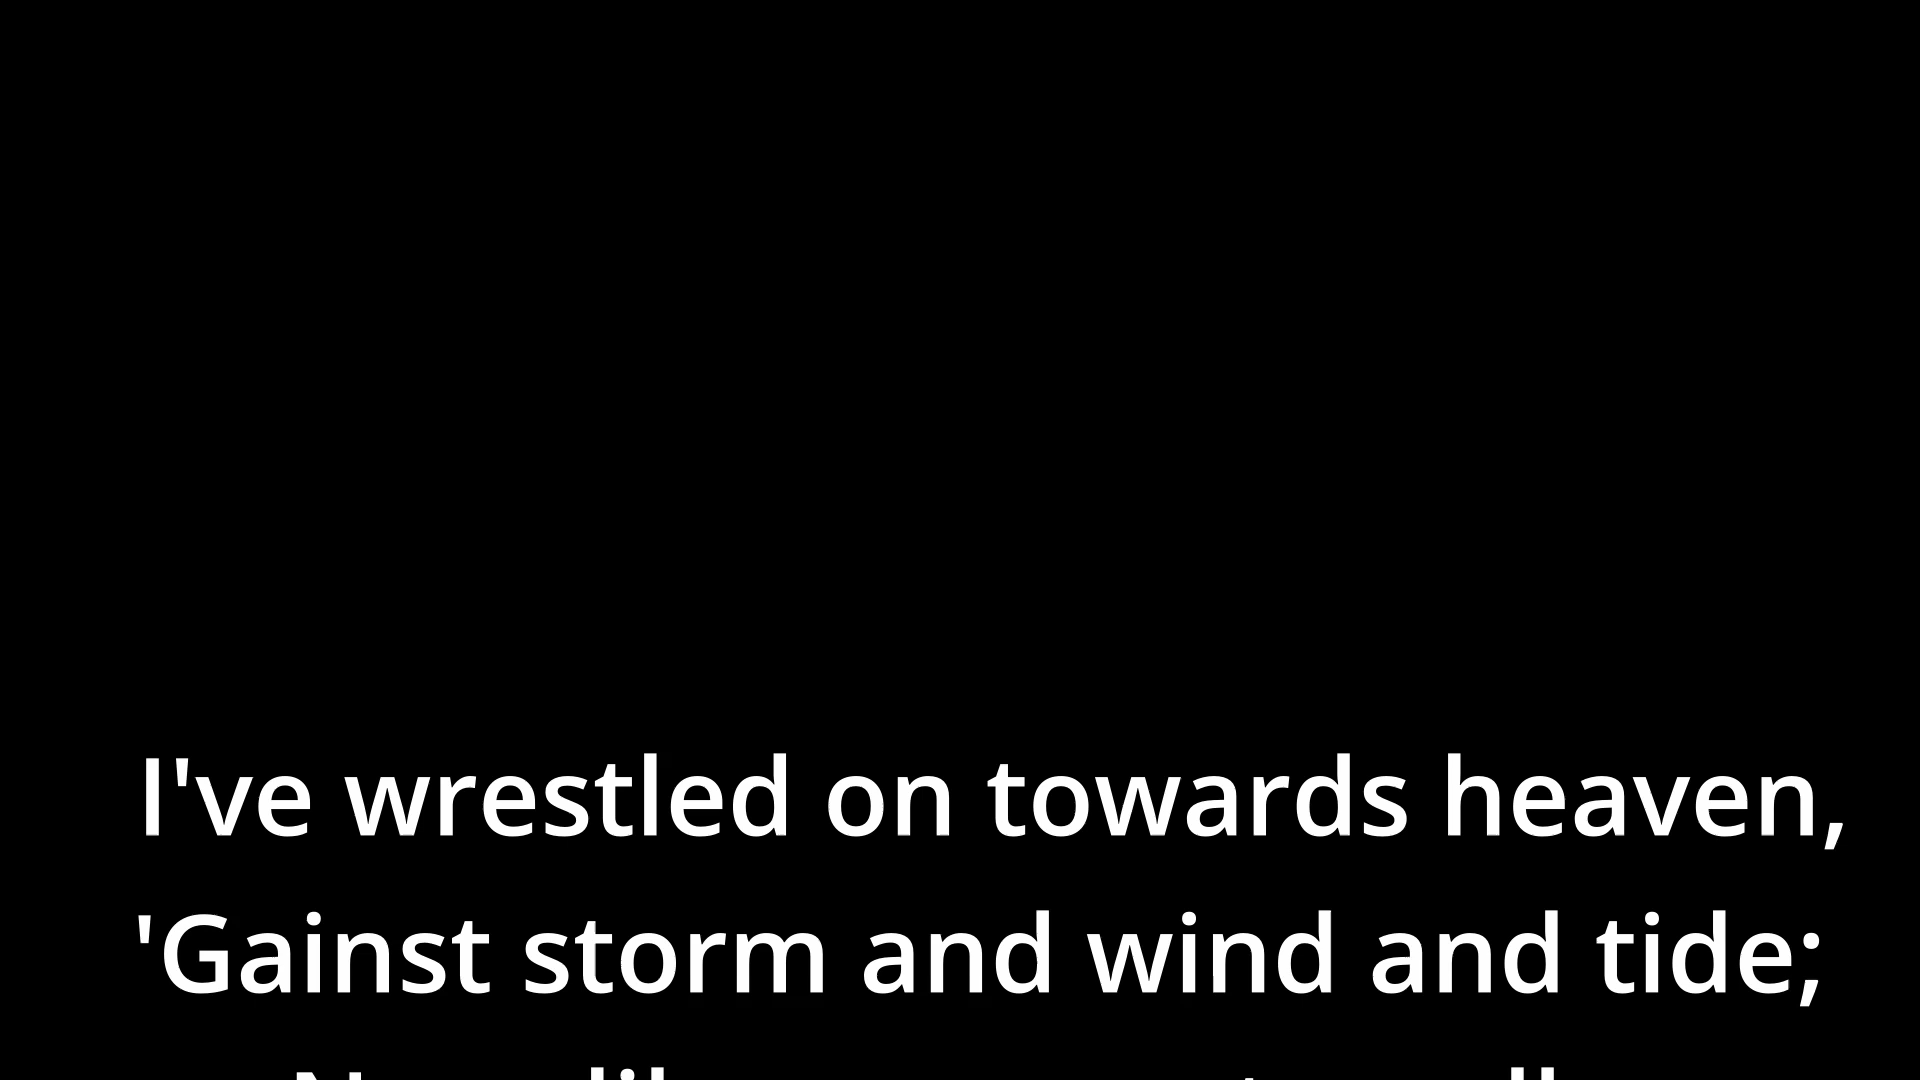 I've wrestled on towards heaven,
'Gainst storm and wind and tide;